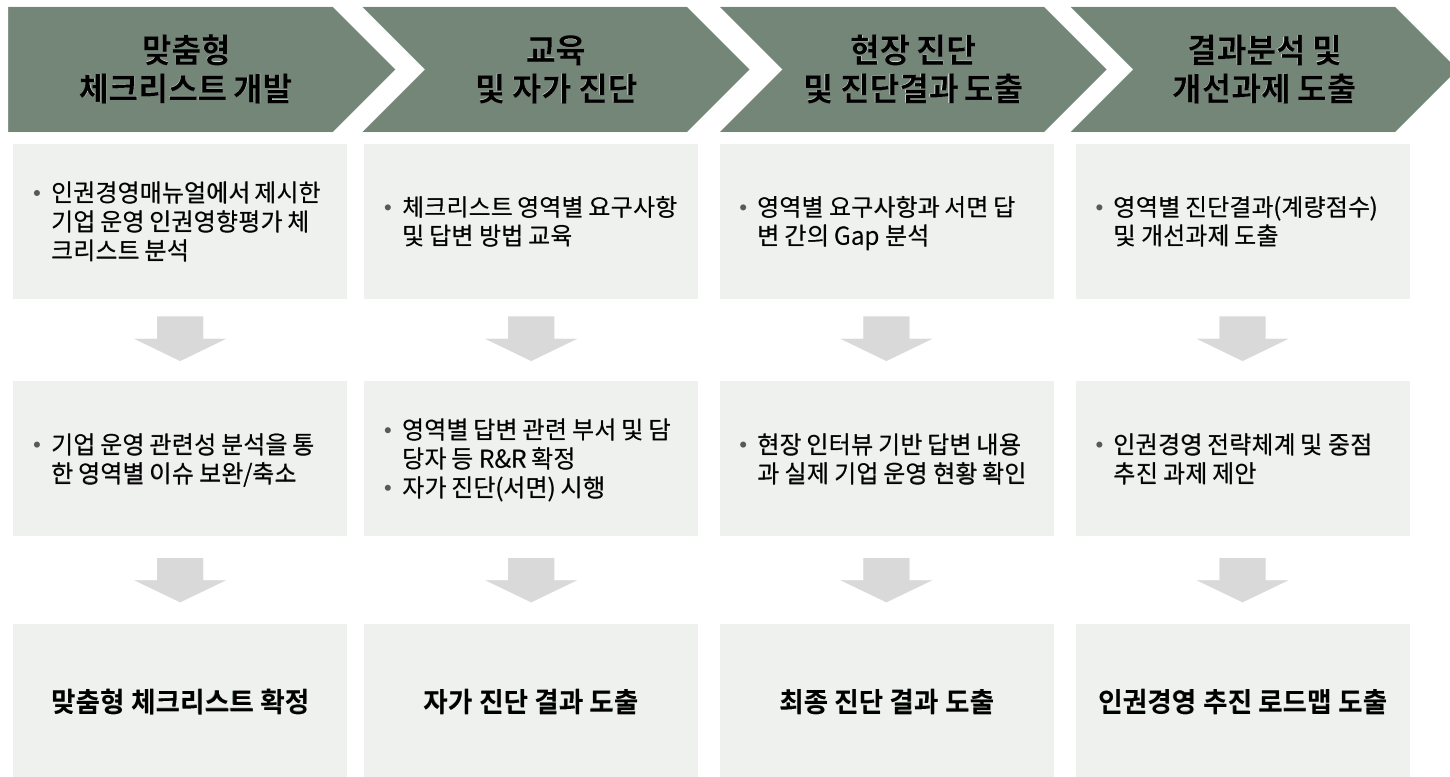 맞춤형
체크리스트 개발
교육
및 자가 진단
현장 진단
및 진단결과 도출
결과분석 및
개선과제 도출
• 인권경영매뉴얼에서 제시한
기업 운영 인권영향평가 체
크리스트 분석
• 체크리스트 영역별 요구사항
및 답변 방법 교육
• 영역별 요구사항과 서면 답
변 간의 Gap 분석
• 영역별 진단결과(계량점수)
및 개선과제 도출
• 기업 운영 관련성 분석을 통
한 영역별 이슈 보완/축소
• 영역별 답변 관련 부서 및 담
당자 등 R&R 확정
• 자가 진단(서면) 시행
• 현장 인터뷰 기반 답변 내용
과 실제 기업 운영 현황 확인
• 인권경영 전략체계 및 중점
추진 과제 제안
맞춤형 체크리스트 확정
자가 진단 결과 도출
최종 진단 결과 도출
인권경영 추진 로드맵 도출